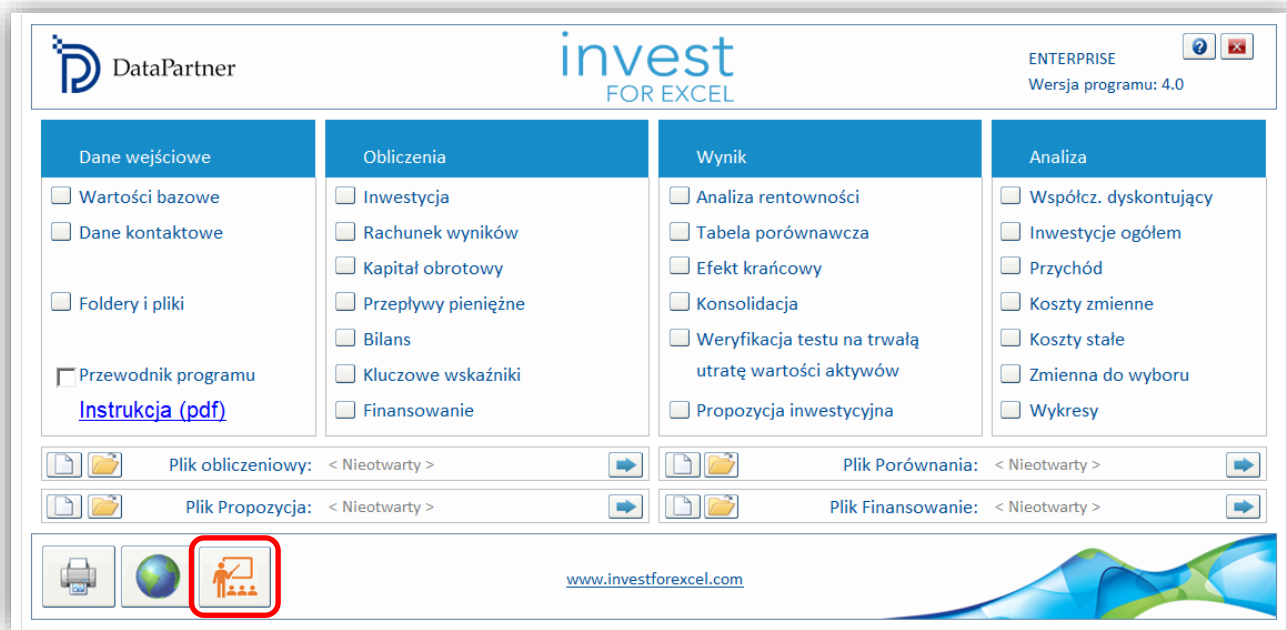 DataPartner
invest
FOR EXCEL
ENTERPRISE
Wersja programu: 4.0
Dane wejściowe
Wartości bazowe
Dane kontaktowe
Foldery i pliki
Przewodnik programu
Instrukcja (pdf)
Obliczenia
Inwestycja
Rachunek wyników
Kapitał obrotowy
Przepływy pieniężne
Bilans
Kluczowe wskaźniki
Finansowanie
Wynik
Analiza rentowności
Tabela porównawcza
Efekt krańcowy
Konsolidacja
Weryfikacja testu na trwałą
utratę wartości aktywów
Propozycja inwestycyjna
Analiza
Współcz. dyskontujący
Inwestycje ogółem
Przychód
Koszty zmienne
Koszty stałe
Zmienna do wyboru
Wykresy
Plik obliczeniowy: < Nieotwarty >
Plik Porównania: < Nieotwarty >
Plik Propozycja: < Nieotwarty >
Plik Finansowanie: < Nieotwarty >
www.investforexcel.com